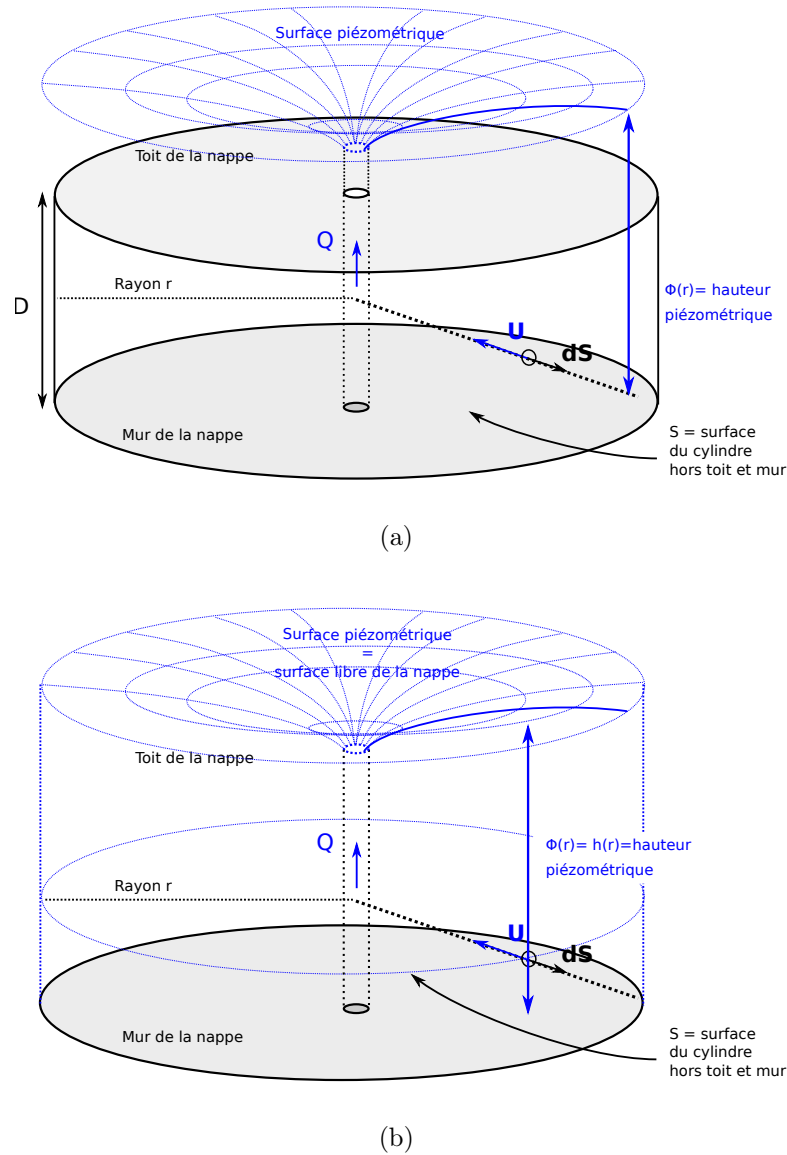 Surface piézométrique
Toit de la nappe
Q
Rayon r
D
Φ(r)= hauteur
piézométrique
U
dS
Mur de la nappe
S = surface
du cylindre
hors toit et mur
(a)
Surface piézométrique
=
surface libre de la nappe
Toit de la nappe
Q
Φ(r)= h(r)=hauteur
piézométrique
Rayon r
U
dS
Mur de la nappe
S = surface
du cylindre
hors toit et mur
(b)